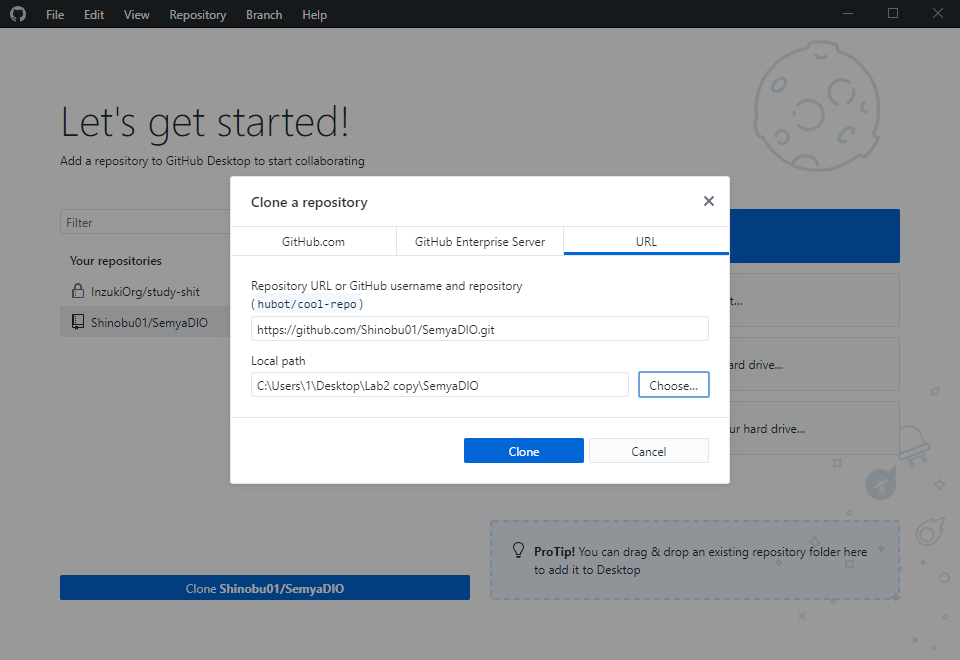 File Edit View Repository Branch Help
Let's get started!
Add a repository to GitHub Desktop to start collaborating
Filter
Your repositories
InzukiOrg/study-shit
Shinobu01/SemyaDIO
Clone a repository
GitHub.com GitHub Enterprise Server URL
Repository URL or GitHub username and repository
(hubot/cool-repo)
https://github.com/Shinobu01/SemyaDIO.git
Local path
C:\Users\1\Desktop\Lab2 copy\SemyaDIO
Choose...
Clone Cancel
t...
ard drive...
ur hard drive...
ProTip! You can drag & drop an existing repository folder here
to add it to Desktop
Clone Shinobu01/SemyaDIO